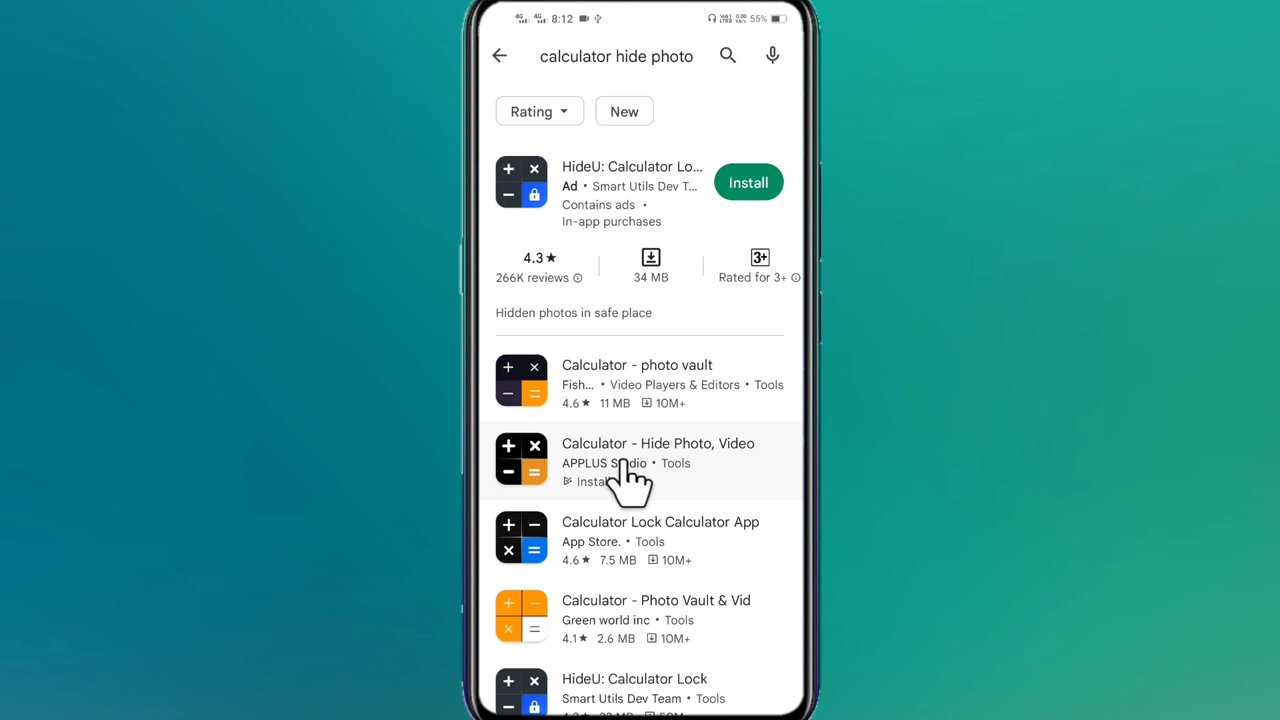 4G 4G 8:12 55%
calculator hide photo
Rating New
HideU: Calculator Lo...
Ad • Smart Utils Dev T...
Contains ads •
In-app purchases
Install
4.3★ 3+
266K reviews 34 MB Rated for 3+
Hidden photos in safe place
Calculator - photo vault
Fish... • Video Players & Editors • Tools
4.6★ 11 MB 10M+
Calculator - Hide Photo, Video
APPLUS • Tools
Calculator Lock Calculator App
App Store. • Tools
4.6★ 7.5 MB 10M+
Calculator - Photo Vault & Vid
Green world inc • Tools
4.1★ 2.6 MB 10M+
HideU: Calculator Lock
Smart Utils Dev Team • Tools